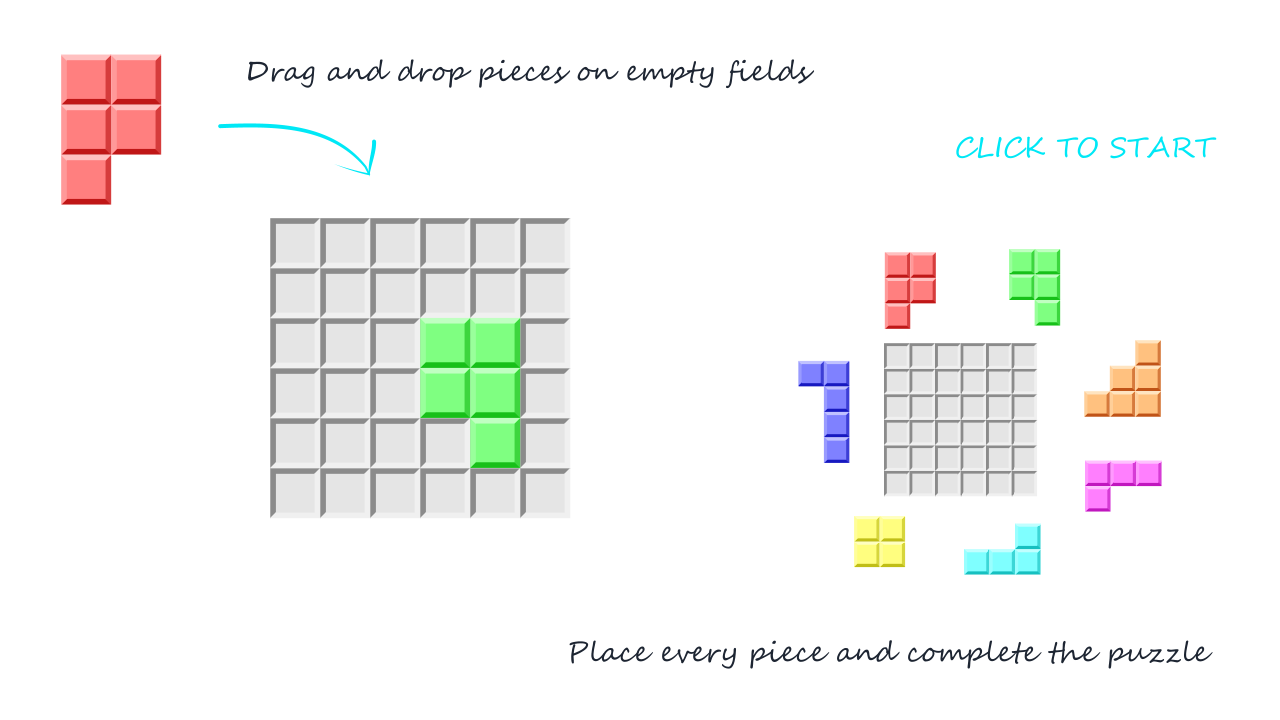 Drag and drop pieces on empty fields
CLICK TO START
Place every piece and complete the puzzle